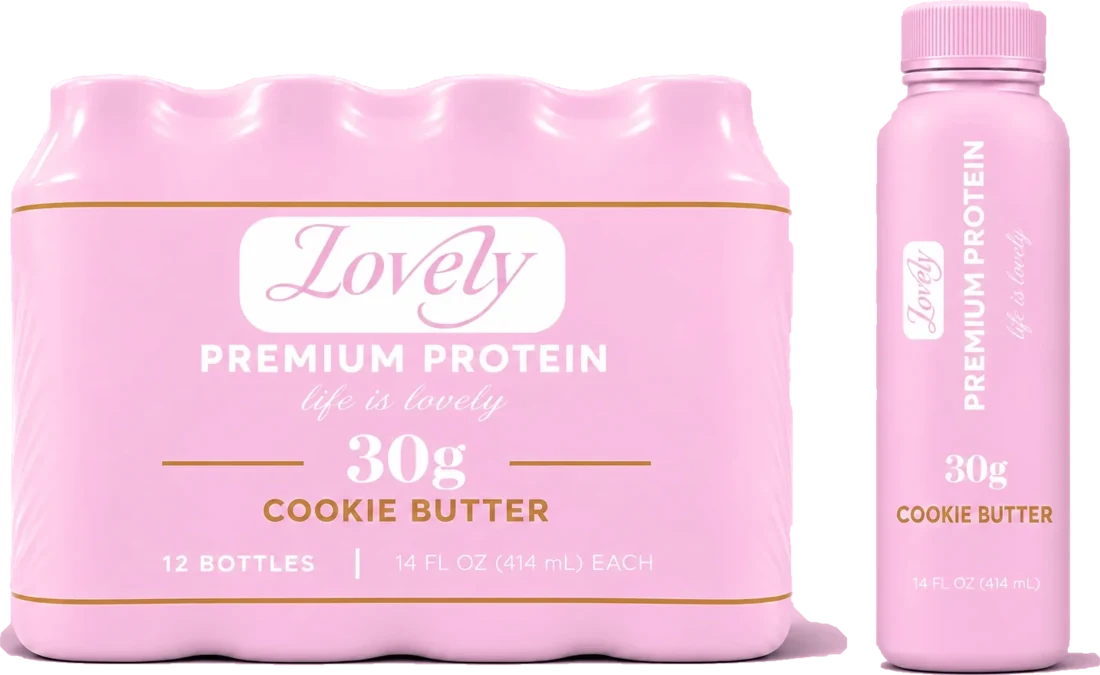 Lovely
PREMIUM PROTEIN
life is lovely
30g
COOKIE BUTTER
12 BOTTLES | 14 FL OZ (414 mL) EACH
Lovely
PREMIUM PROTEIN
life is lovely
30g
COOKIE BUTTER
14 FL OZ (414 mL)